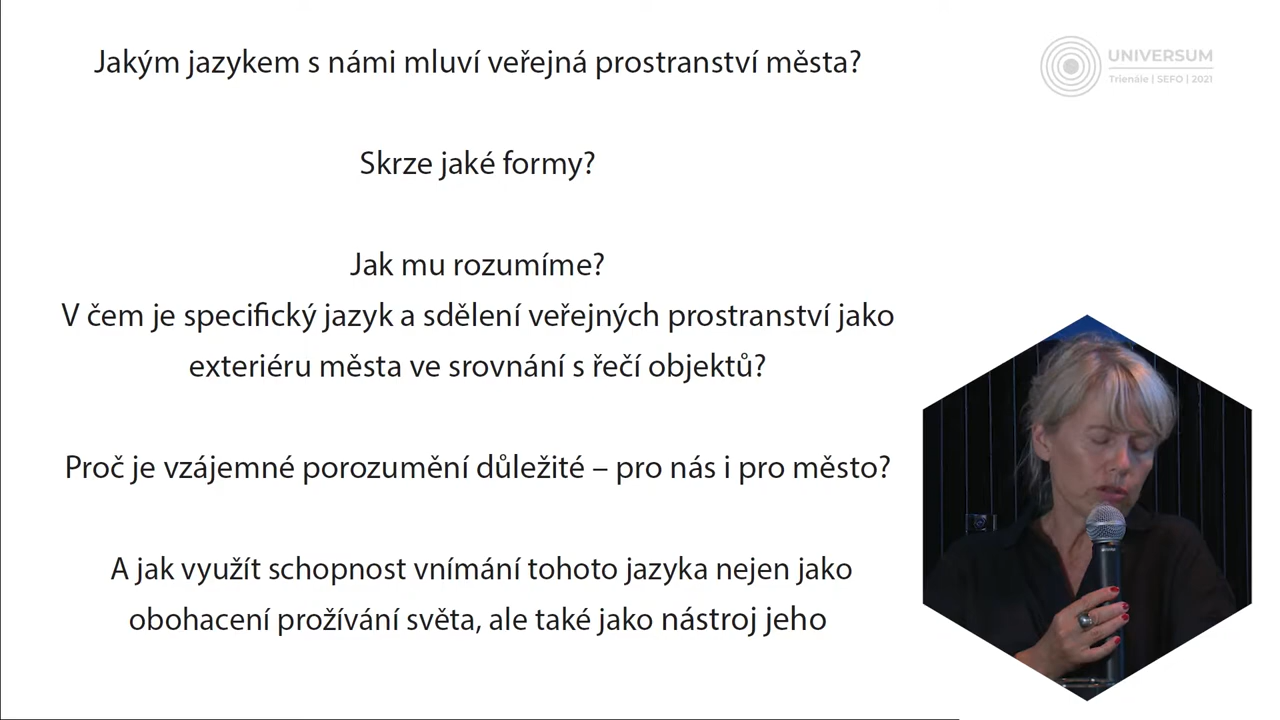 Jakým jazykem s námi mluví veřejná prostranství města?
Skrze jaké formy?
Jak mu rozumíme?
V čem je specifický jazyk a sdělení veřejných prostranství jako
exteriéru města ve srovnání s řečí objektů?
Proč je vzájemné porozumění důležité – pro nás i pro město?
A jak využít schopnost vnímání tohoto jazyka nejen jako
obohacení prožívání světa, ale také jako nástroj jeho
UNIVERSUM
Trienále | SEFO | 2021